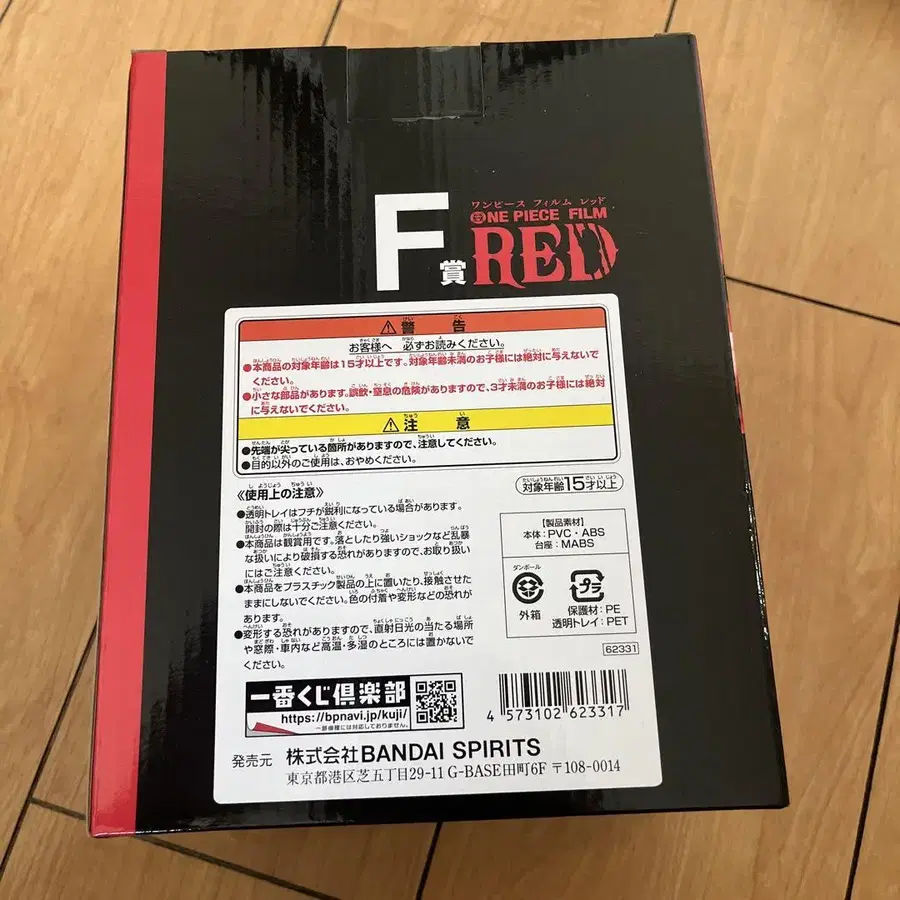 F賞
ワンピース フィルム レッド
ONE PIECE FILM
RED
⚠警告
お客様へ 必ずお読みください。
●本商品の対象年齢は15才以上です。対象年齢未満のお子様には絶対に与えないで
ください。
●小さな部品があります。誤飲・窒息の危険がありますので、3才未満のお子様には絶対
に与えないでください。
⚠注意
●先端が尖っている箇所がありますので、注意してください。
●目的以外のご使用は、おやめください。
《使用上の注意》
対象年齢15才以上
●透明トレイはフチが鋭利になっている場合があります。
開封の際は十分ご注意ください。
●本商品は観賞用です。落としたり強いショックなど乱暴
な扱いにより破損する恐れがありますので、お取り扱い
にはご注意ください。
●本商品をプラスチック製品の上に置いたり、接触させた
ままにしないでください。色の付着や変形などの恐れが
あります。
●変形する恐れがありますので、直射日光の当たる場所
や窓際・車内など高温・多湿のところには置かないで
ください。
【製品素材】
本体:PVC・ABS
台座:MABS
ダンボール
外箱
プラ
保護材:PE
透明トレイ:PET
62331
一番くじ倶楽部
https://bpnavi.jp/kuji/
一部機種には対応しておりません。
4 573102 623317
発売元 株式会社BANDAI SPIRITS
東京都港区芝五丁目29-11 G-BASE田町6F 〒108-0014